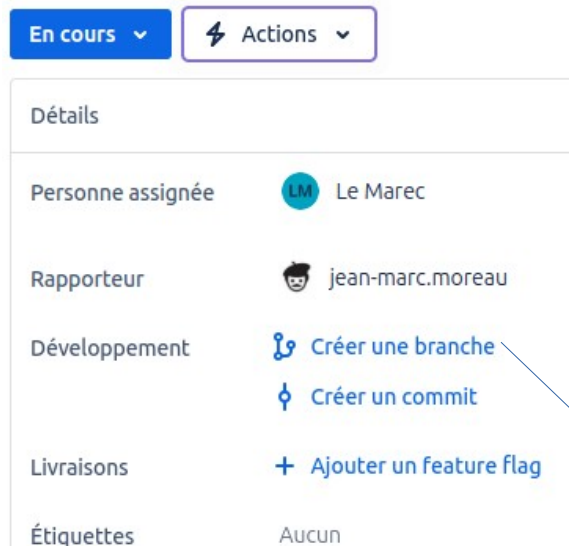 En cours Actions
Détails
Personne assignée LM Le Marec
Rapporteur jean-marc.moreau
Développement Créer une branche
Créer un commit
Livraisons + Ajouter un feature flag
Étiquettes Aucun